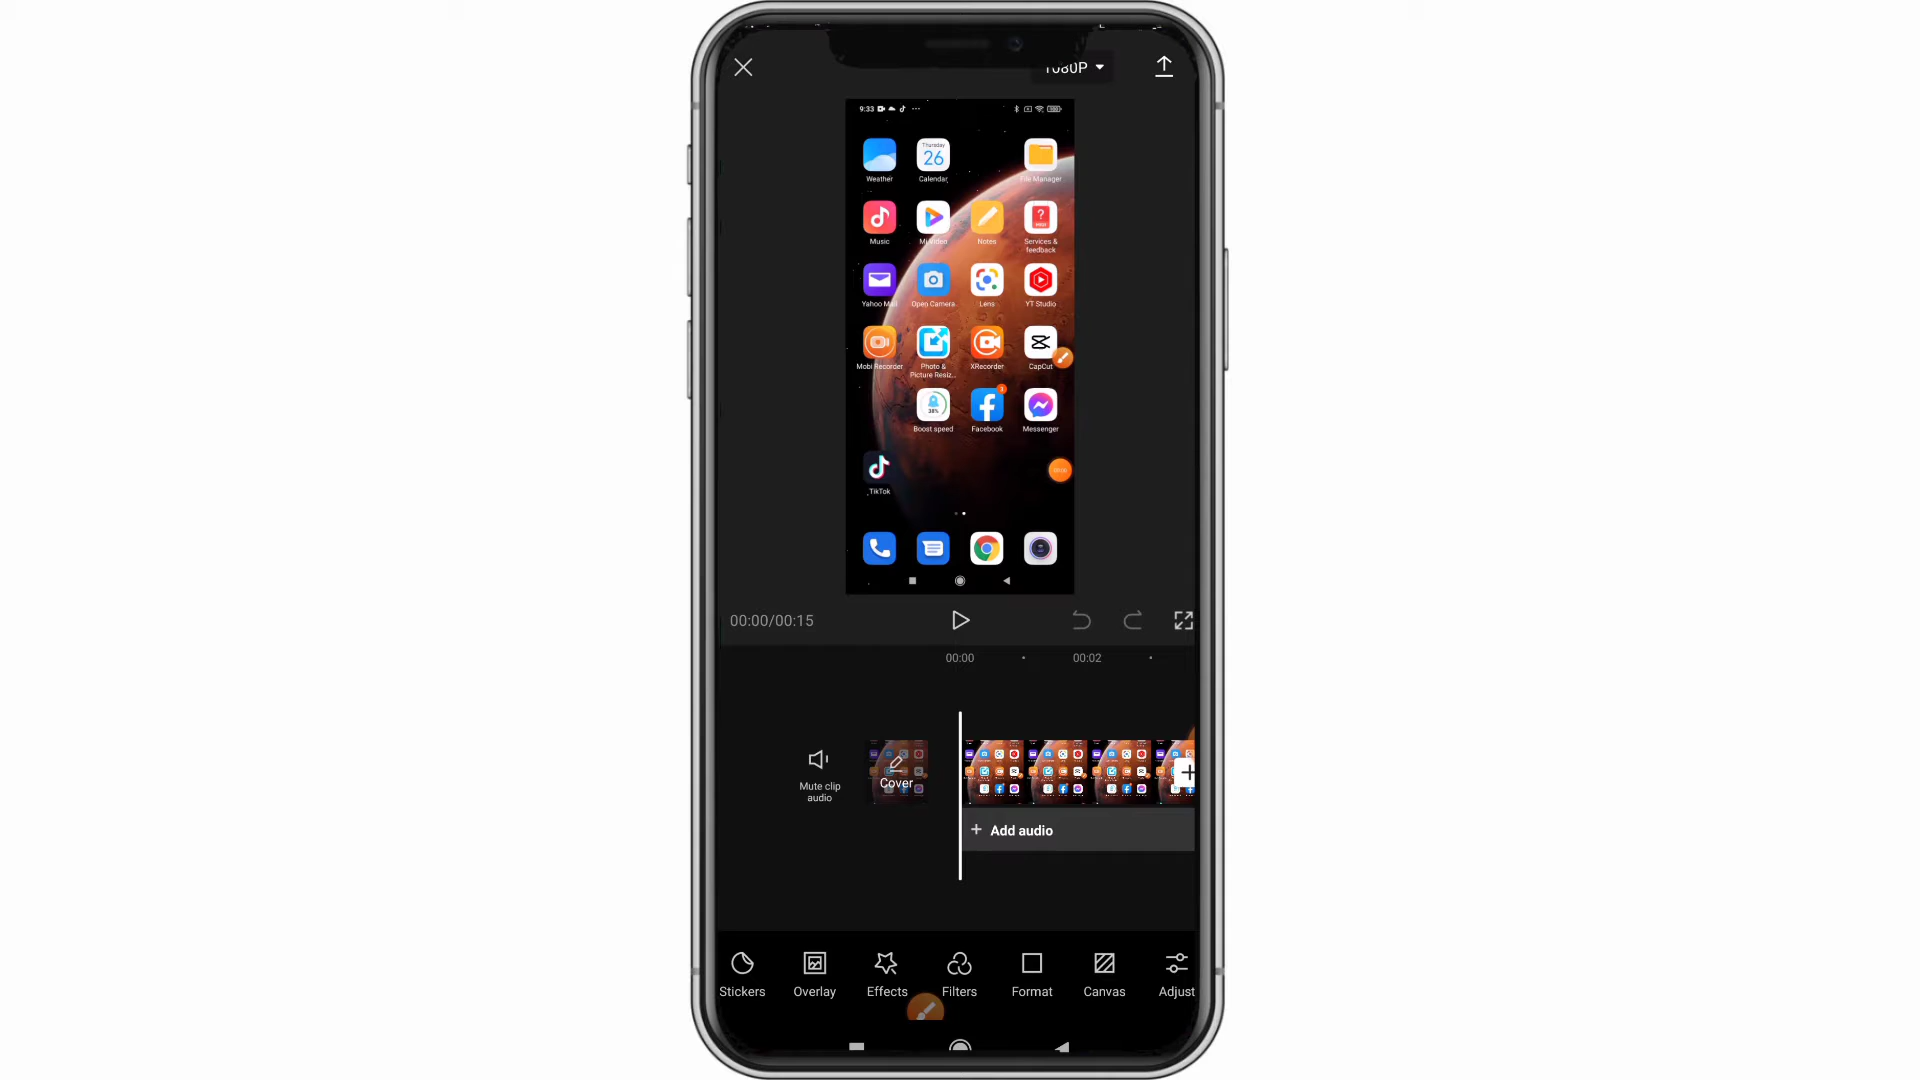 1080P
9:33
Thursday
26
Weather
Calendar
File Manager
Music
Mi Video
Notes
Services &
feedback
Yahoo Mail
Open Camera
Lens
YT Studio
Mobi Recorder
Photo &
Picture Resiz...
XRecorder
CapCut
38%
3
Boost speed
Facebook
Messenger
TikTok
00:00/00:15
00:00
00:02
Mute clip
audio
Cover
+ Add audio
Stickers
Overlay
Effects
Filters
Format
Canvas
Adjust